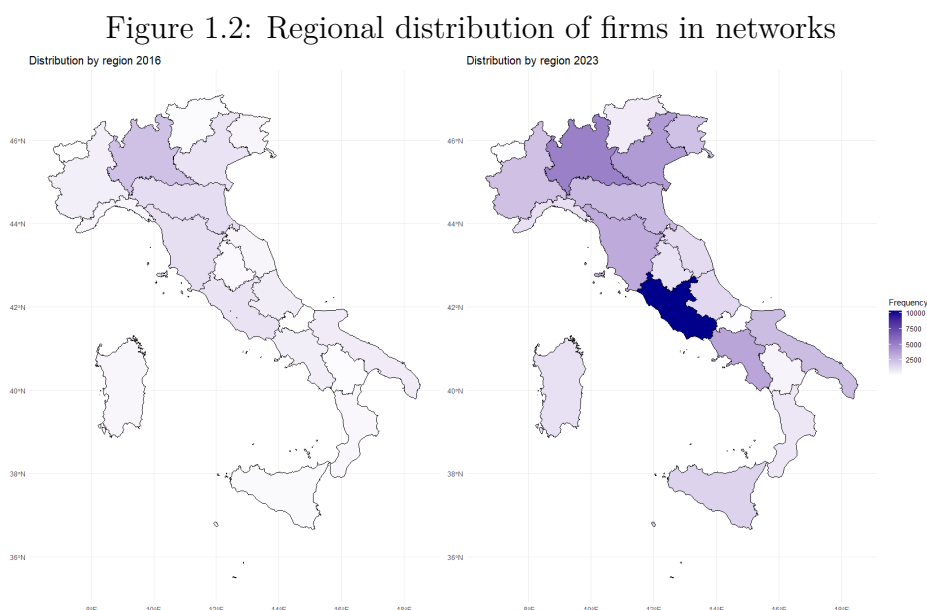 Figure 1.2: Regional distribution of firms in networks
Distribution by region 2016
Distribution by region 2023
46°N
44°N
42°N
40°N
38°N
36°N
46°N
44°N
42°N
40°N
38°N
36°N
Frequency
10000
7500
5000
2500